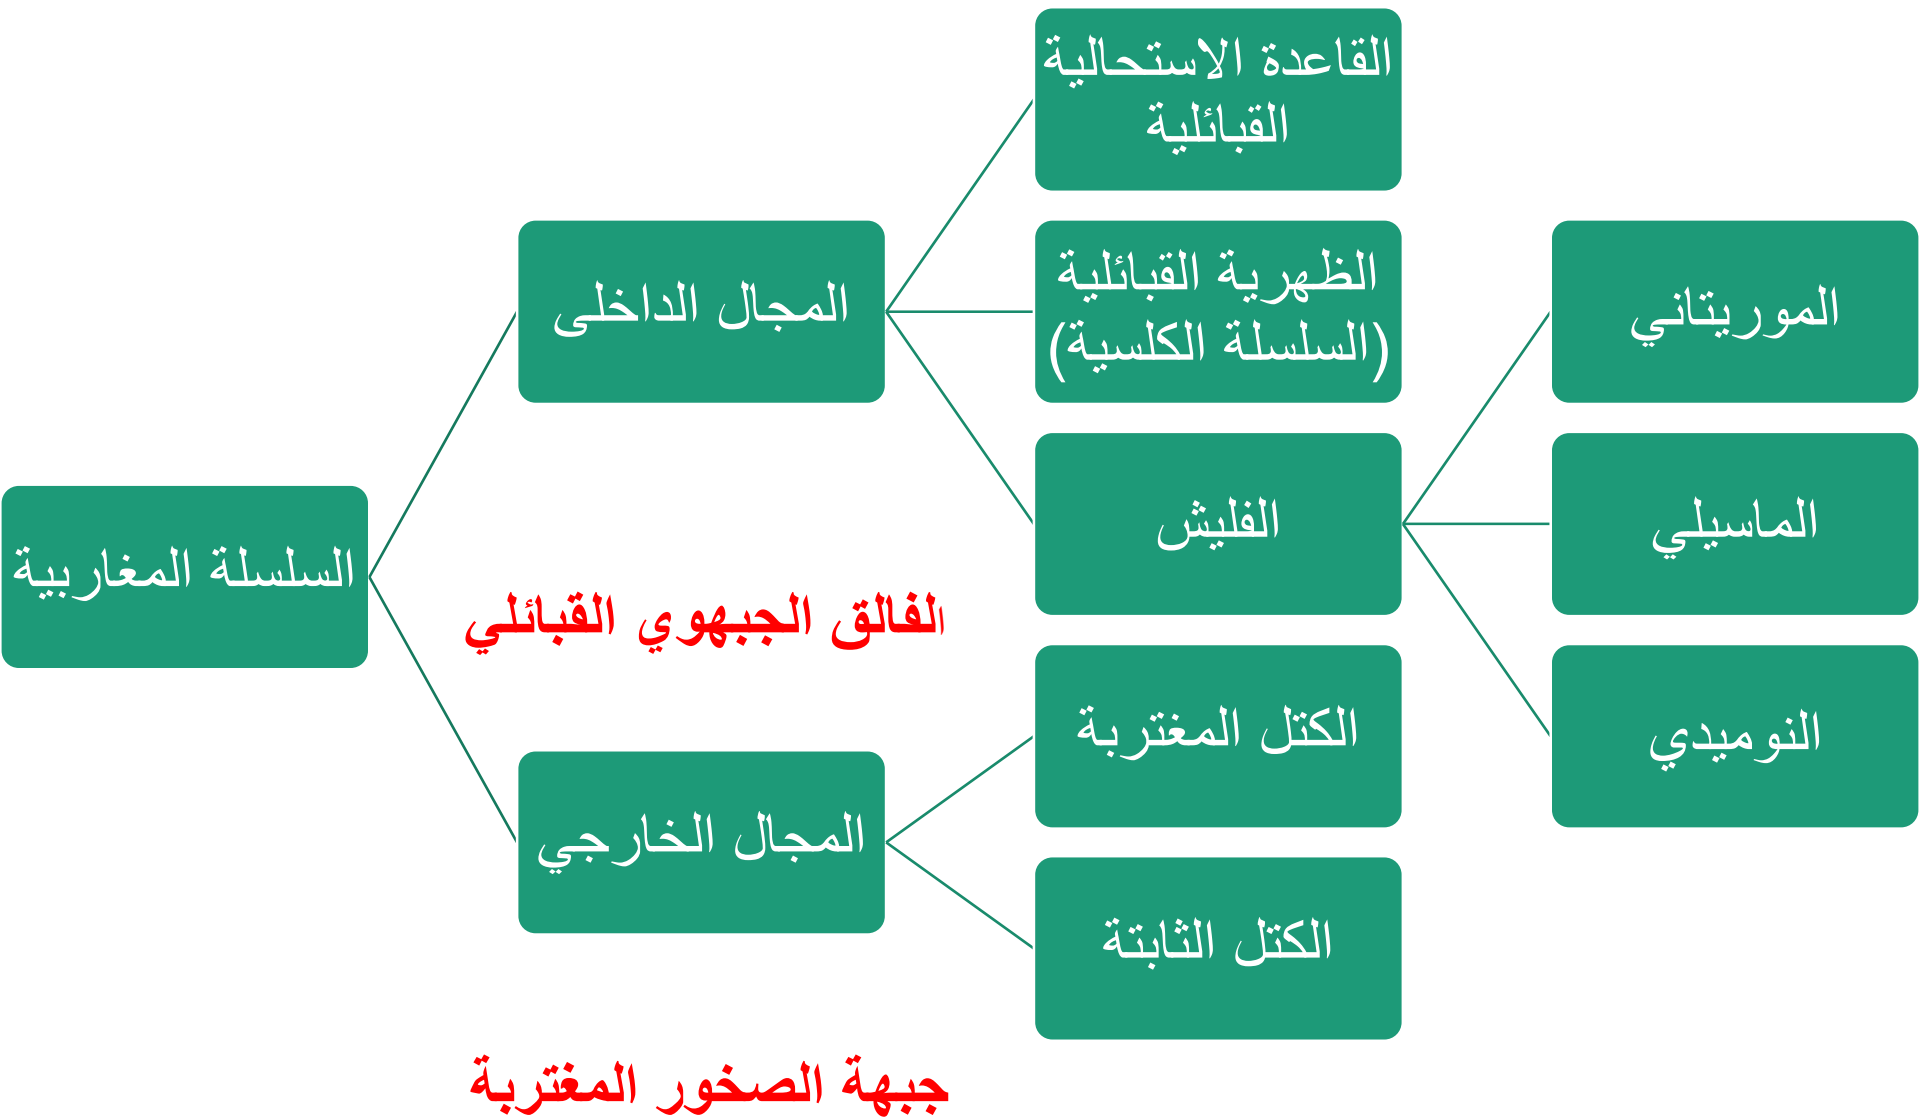 السلسلة المغاربية
المجال الداخلى
القاعدة الاستحالية
القبائلية
الظهرية القبائلية
(السلسلة الكلسية)
الفليش
الموريتاني
الماسيلي
النوميدي
الفالق الجبهوي القبائلي
المجال الخارجي
الكتل المغتربة
الكتل الثابتة
جبهة الصخور المغتربة